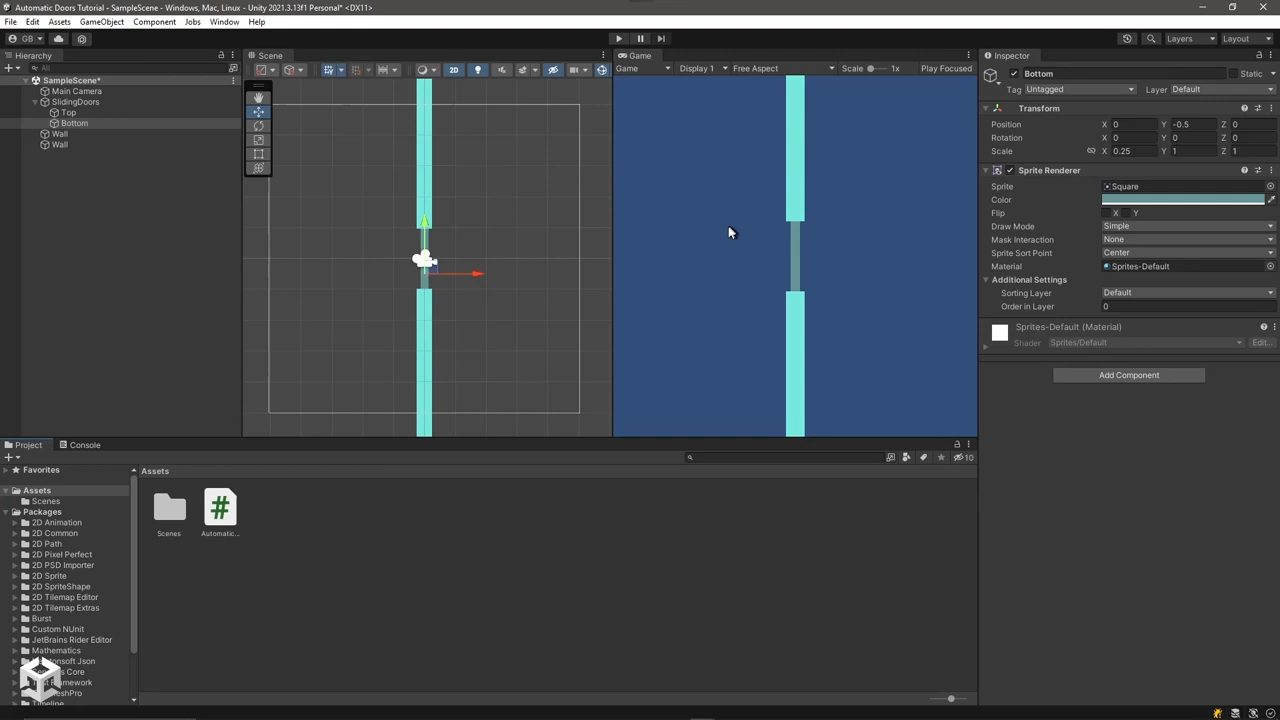 Automatic Doors Tutorial - SampleScene - Windows, Mac, Linux - Unity 2021.3.13f1 Personal* <DX11>
File Edit Assets GameObject Component Jobs Window Help
GB Layers Layout
Hierarchy
All
SampleScene*
Main Camera
SlidingDoors
Top
Bottom
Wall
Wall
Scene
2D
Game
Game Display 1 Free Aspect Scale 1x Play Focused
Inspector
Bottom Static
Tag Untagged Layer Default
Transform
Position X 0 Y -0.5 Z 0
Rotation X 0 Y 0 Z 0
Scale X 0.25 Y 1 Z 1
Sprite Renderer
Sprite Square
Color
Flip X Y
Draw Mode Simple
Mask Interaction None
Sprite Sort Point Center
Material Sprites-Default
Additional Settings
Sorting Layer Default
Order in Layer 0
Sprites-Default (Material)
Shader Sprites/Default Edit...
Add Component
Project Console
10
Favorites
Assets
Scenes
Packages
2D Animation
2D Common
2D Path
2D Pixel Perfect
2D PSD Importer
2D Sprite
2D SpriteShape
2D Tilemap Editor
2D Tilemap Extras
Burst
Custom NUnit
JetBrains Rider Editor
Mathematics
Json
Core
Framework
Timeline
Assets
Scenes
Automatic...